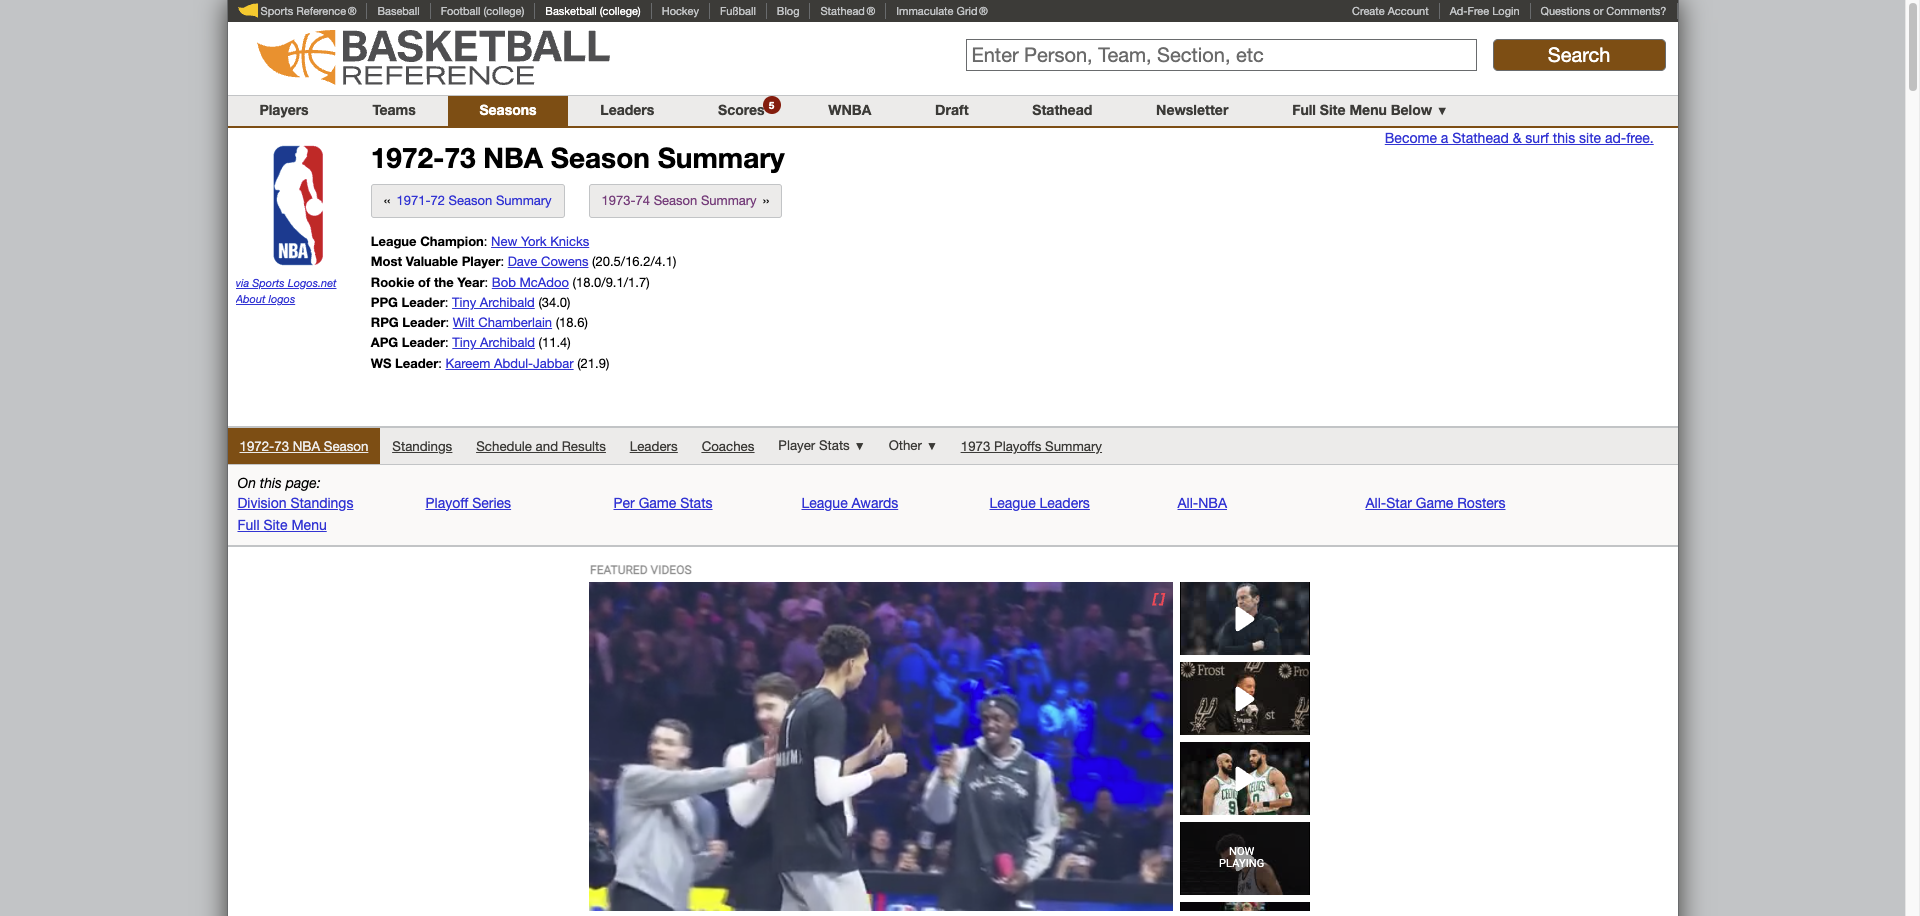 Sports Reference ® Baseball Football (college) Basketball (college) Hockey Fußball Blog Stathead ® Immaculate Grid ® Create Account Ad-Free Login Questions or Comments?
BASKETBALL
REFERENCE
Enter Person, Team, Section, etc Search
Players Teams Seasons Leaders Scores 5 WNBA Draft Stathead Newsletter Full Site Menu Below ▼
Become a Stathead & surf this site ad-free.
NBA
via Sports Logos.net
About logos
1972-73 NBA Season Summary
« 1971-72 Season Summary 1973-74 Season Summary »
League Champion: New York Knicks
Most Valuable Player: Dave Cowens (20.5/16.2/4.1)
Rookie of the Year: Bob McAdoo (18.0/9.1/1.7)
PPG Leader: Tiny Archibald (34.0)
RPG Leader: Wilt Chamberlain (18.6)
APG Leader: Tiny Archibald (11.4)
WS Leader: Kareem Abdul-Jabbar (21.9)
1972-73 NBA Season Standings Schedule and Results Leaders Coaches Player Stats ▼ Other ▼ 1973 Playoffs Summary
On this page:
Division Standings Playoff Series Per Game Stats League Awards League Leaders All-NBA All-Star Game Rosters
Full Site Menu
FEATURED VIDEOS
[ ]
Frost
NOW
PLAYING